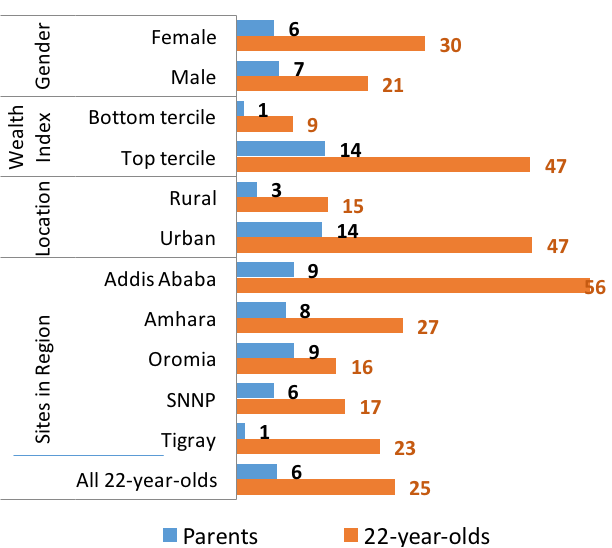 Gender
Female
6
30
Male
7
21
Wealth
Index
Bottom tercile
1
9
Top tercile
14
47
Location
Rural
3
15
Urban
14
47
Sites in Region
Addis Ababa
9
56
Amhara
8
27
Oromia
9
16
SNNP
6
17
Tigray
1
23
All 22-year-olds
6
25
Parents
22-year-olds